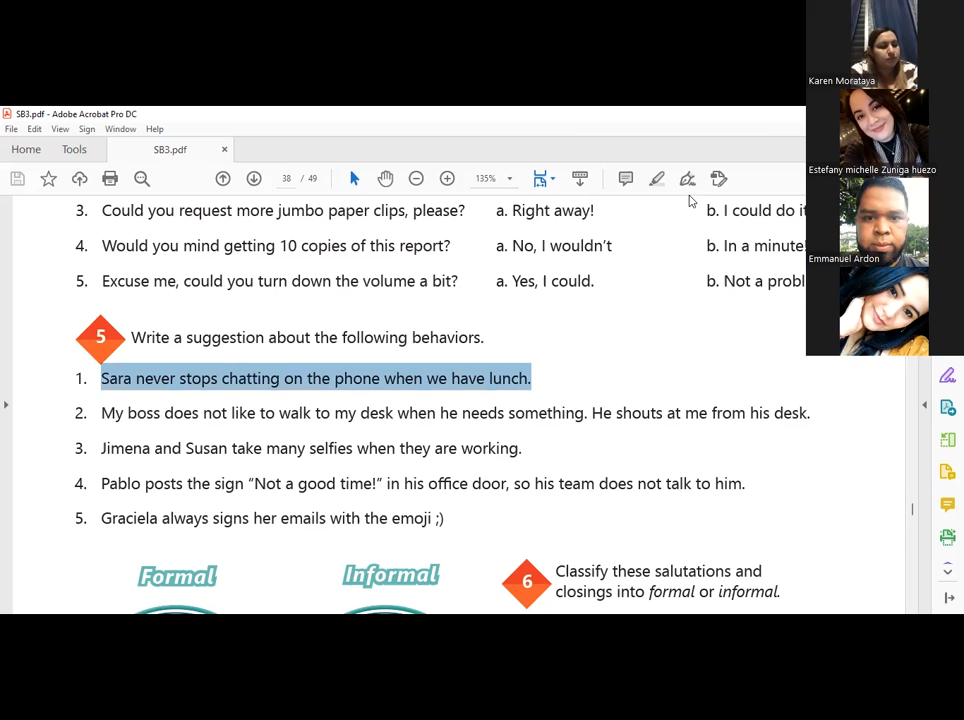 Karen Morataya
SB3.pdf - Adobe Acrobat Pro DC
File Edit View Sign Window Help
Home Tools SB3.pdf ×
38 / 49 135%
Estefany michelle Zuniga huezo
3. Could you request more jumbo paper clips, please? a. Right away! b. I could do it
4. Would you mind getting 10 copies of this report? a. No, I wouldn't b. In a minute!
Emmanuel Ardon
5. Excuse me, could you turn down the volume a bit? a. Yes, I could. b. Not a probl
5 Write a suggestion about the following behaviors.
1. Sara never stops chatting on the phone when we have lunch.
2. My boss does not like to walk to my desk when he needs something. He shouts at me from his desk.
3. Jimena and Susan take many selfies when they are working.
4. Pablo posts the sign “Not a good time!” in his office door, so his team does not talk to him.
5. Graciela always signs her emails with the emoji ;)
Formal Informal
6 Classify these salutations and
closings into formal or informal.